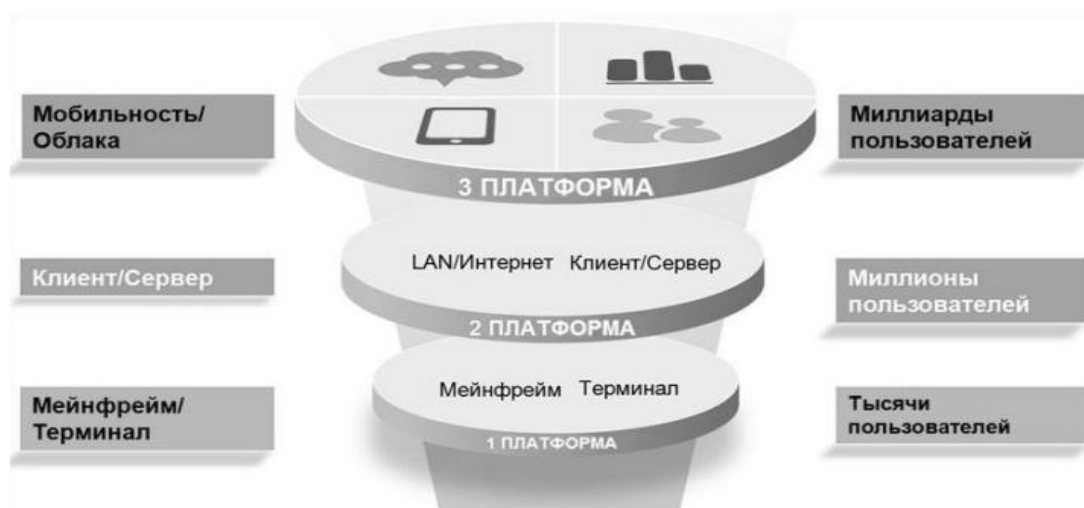 Мобильность/
Облака
Миллиарды
пользователей
3 ПЛАТФОРМА
Клиент/Сервер
LAN/Интернет Клиент/Сервер
Миллионы
пользователей
2 ПЛАТФОРМА
Мейнфрейм/
Терминал
Мейнфрейм Терминал
Тысячи
пользователей
1 ПЛАТФОРМА